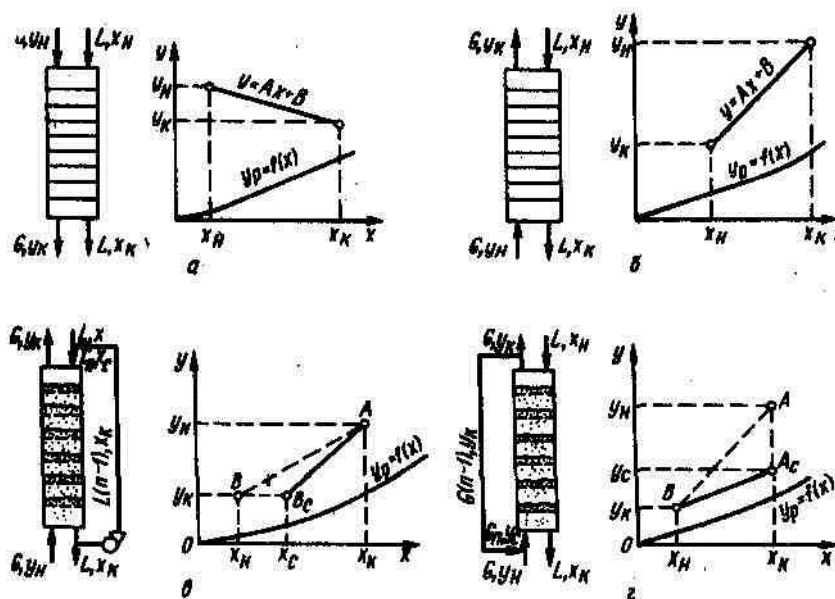 G, yн L, xн
y
yн
y=Ax+B
yк
yр=f(x)
xн xк x
G, yк L, xк
а
G, yк L, xн
y
yн
y=Ax+B
yк
yр=f(x)
xн xк
G, yн L, xк
б
G, yк
L(n-1), xк
G, yн L, xк
y
yн A
yк B Bс
yр=f(x)
0 xн xс xк x
в
G, yк L, xн
G(n-1), yк
G, yн L, xк
y
yн A
yс Aс
yк B
yр=f(x)
0 xн xк x
г